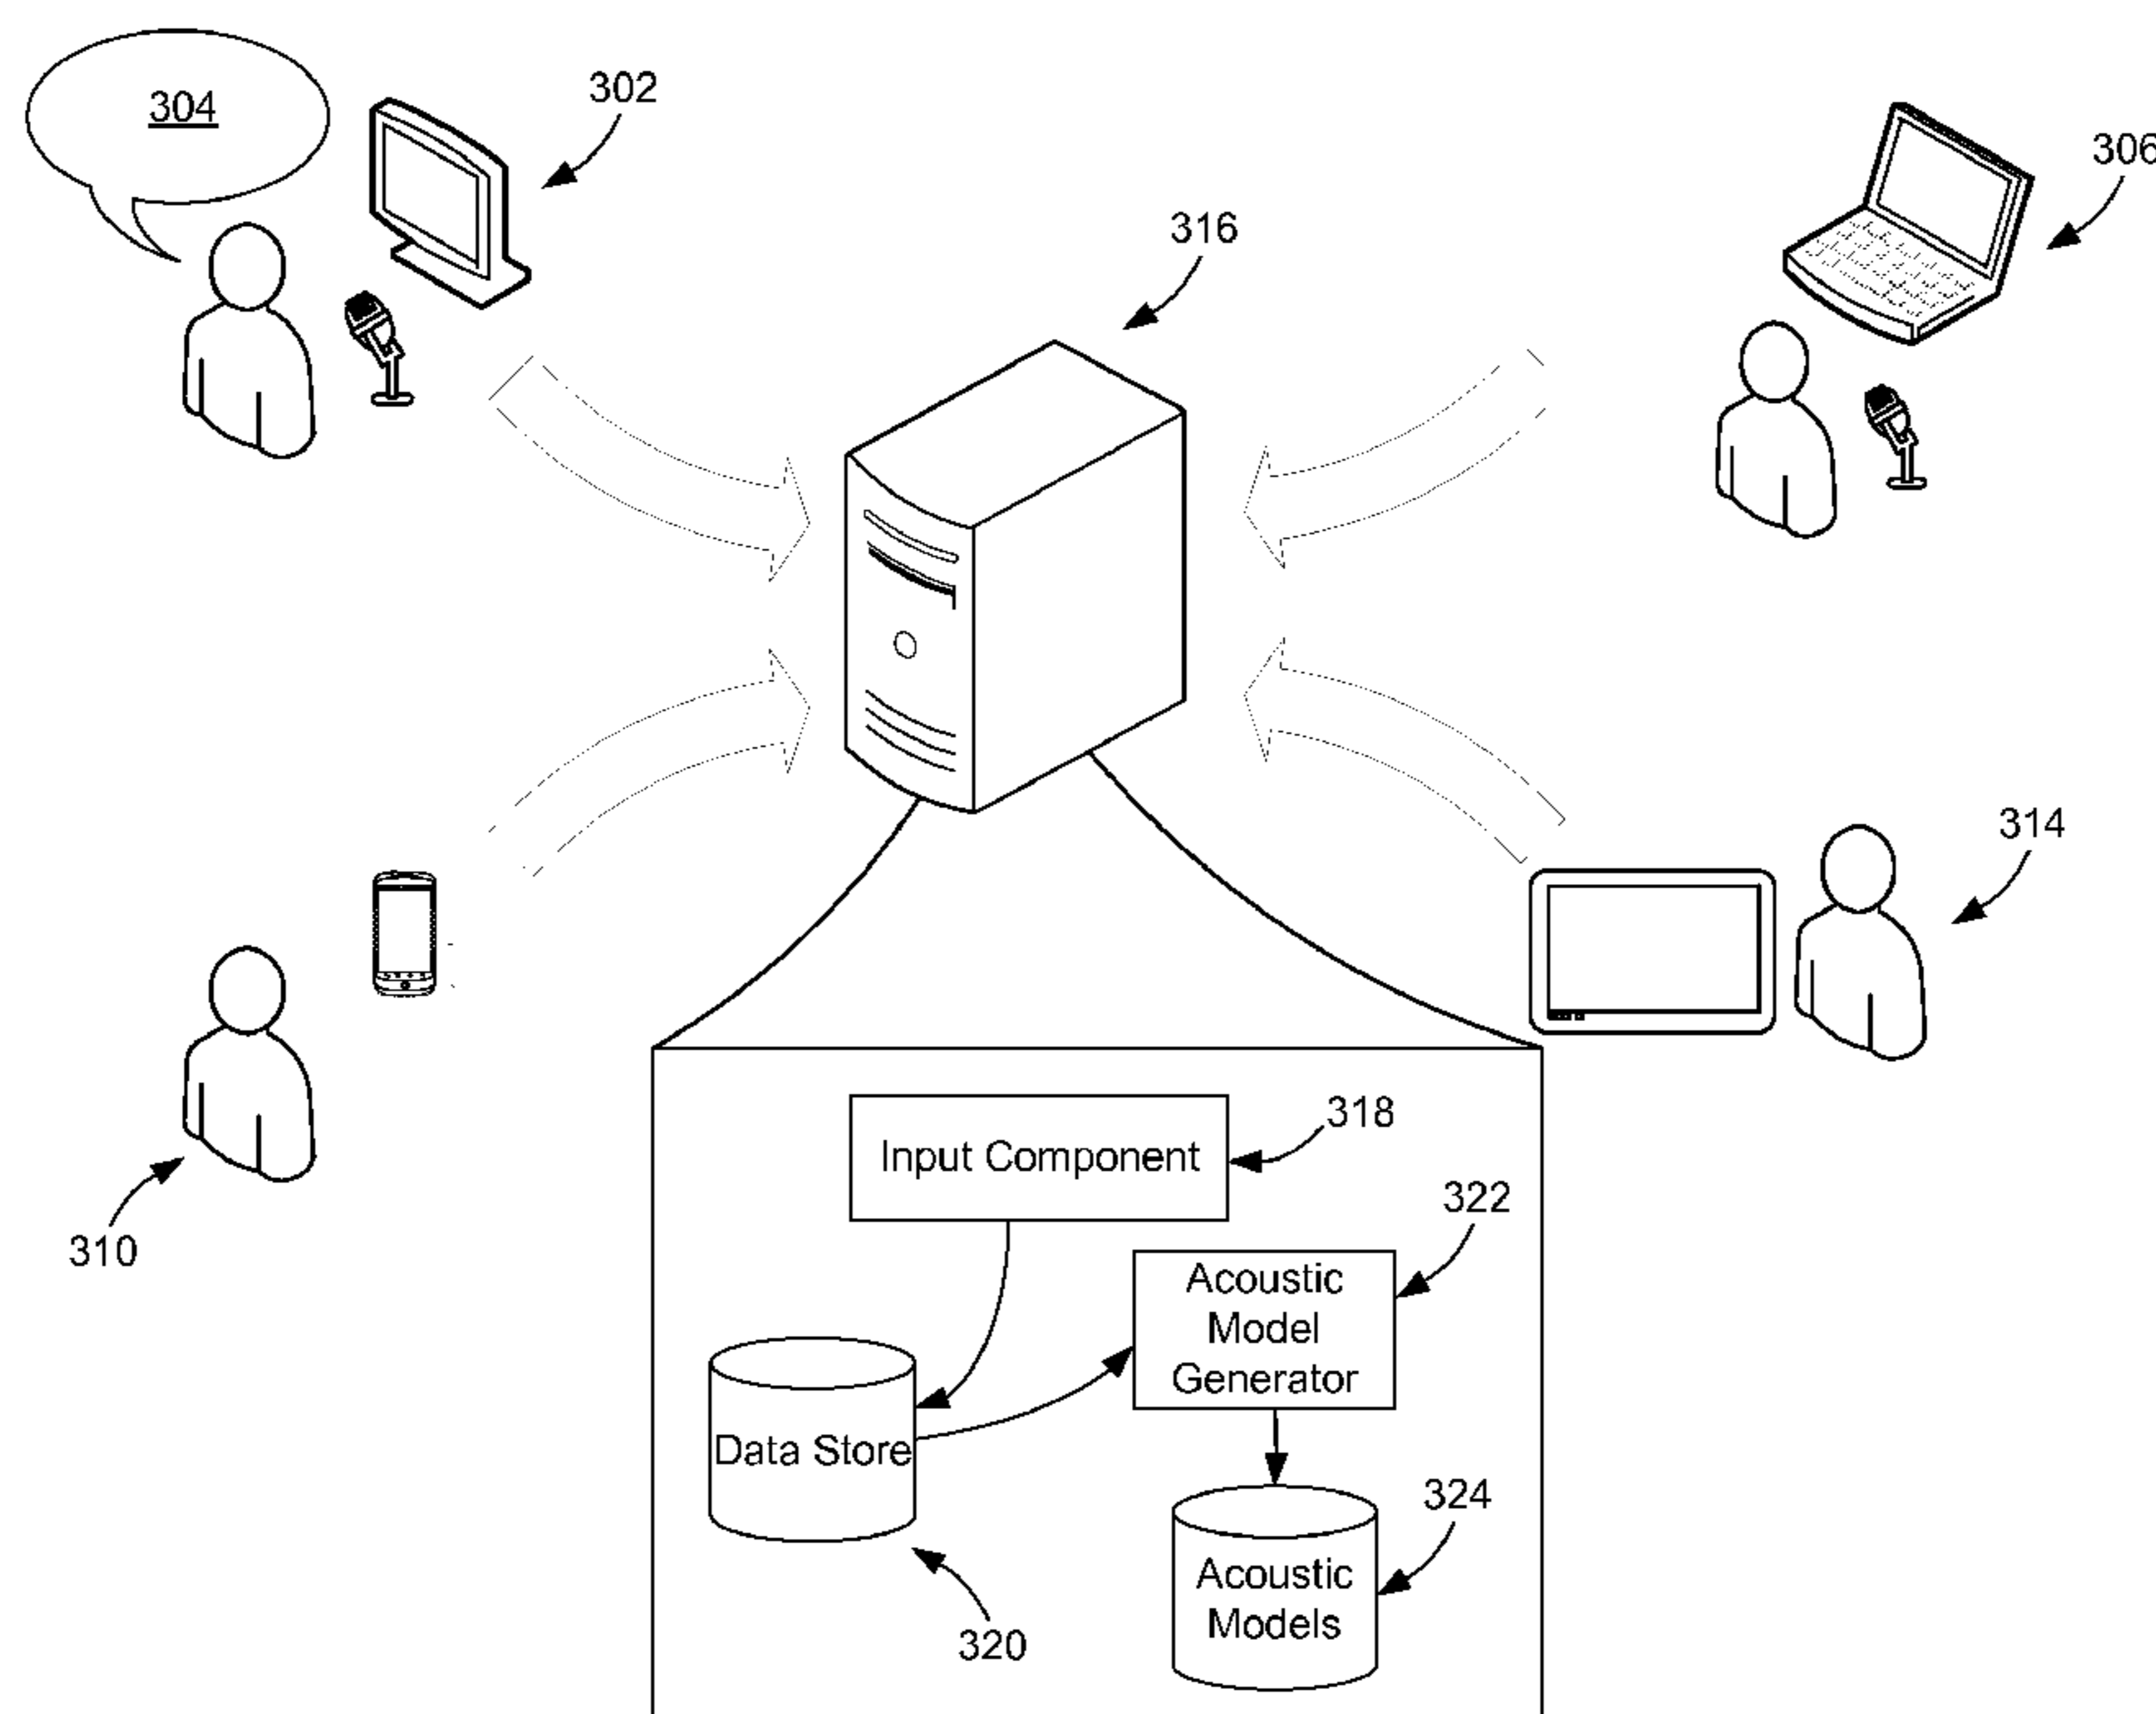 304
302
306
316
314
310
Input Component
318
322
Acoustic
Model
Generator
Data Store
324
Acoustic
Models
320